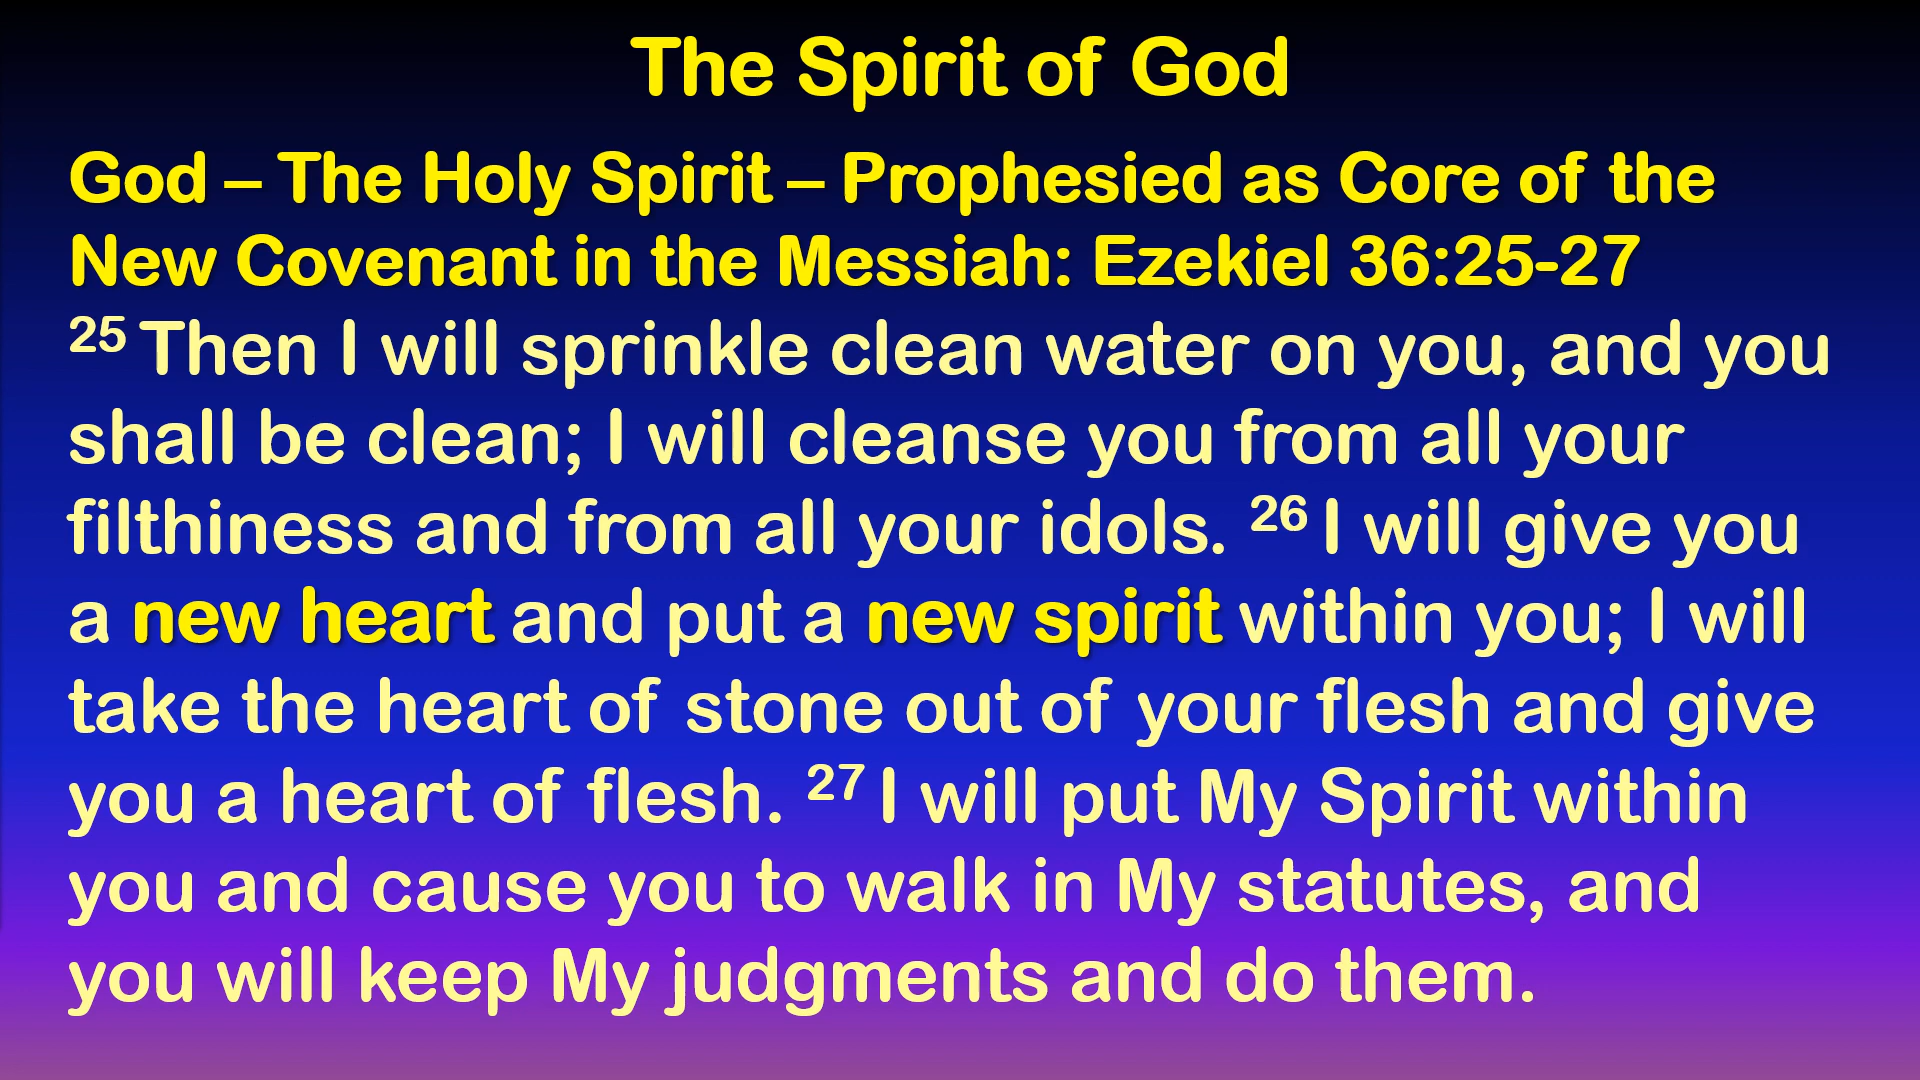 The Spirit of God
God – The Holy Spirit – Prophesied as Core of the
New Covenant in the Messiah: Ezekiel 36:25-27
25 Then I will sprinkle clean water on you, and you
shall be clean; I will cleanse you from all your
filthiness and from all your idols. 26 I will give you
a new heart and put a new spirit within you; I will
take the heart of stone out of your flesh and give
you a heart of flesh. 27 I will put My Spirit within
you and cause you to walk in My statutes, and
you will keep My judgments and do them.